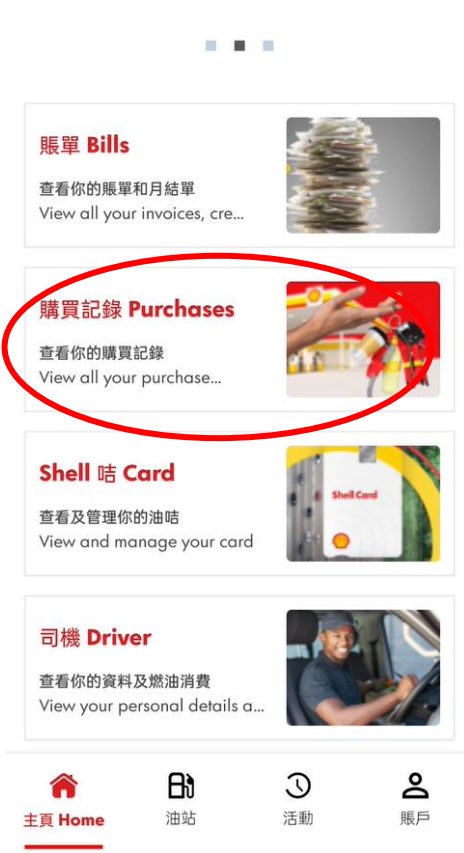 賬單 Bills
查看你的賬單和月結單
View all your invoices, cre...
購買記錄 Purchases
查看你的購買記錄
View all your purchase...
Shell 咭 Card
查看及管理你的油咭
View and manage your card
Shell Card
司機 Driver
查看你的資料及燃油消費
View your personal details a...
主頁 Home
油站
活動
賬戶